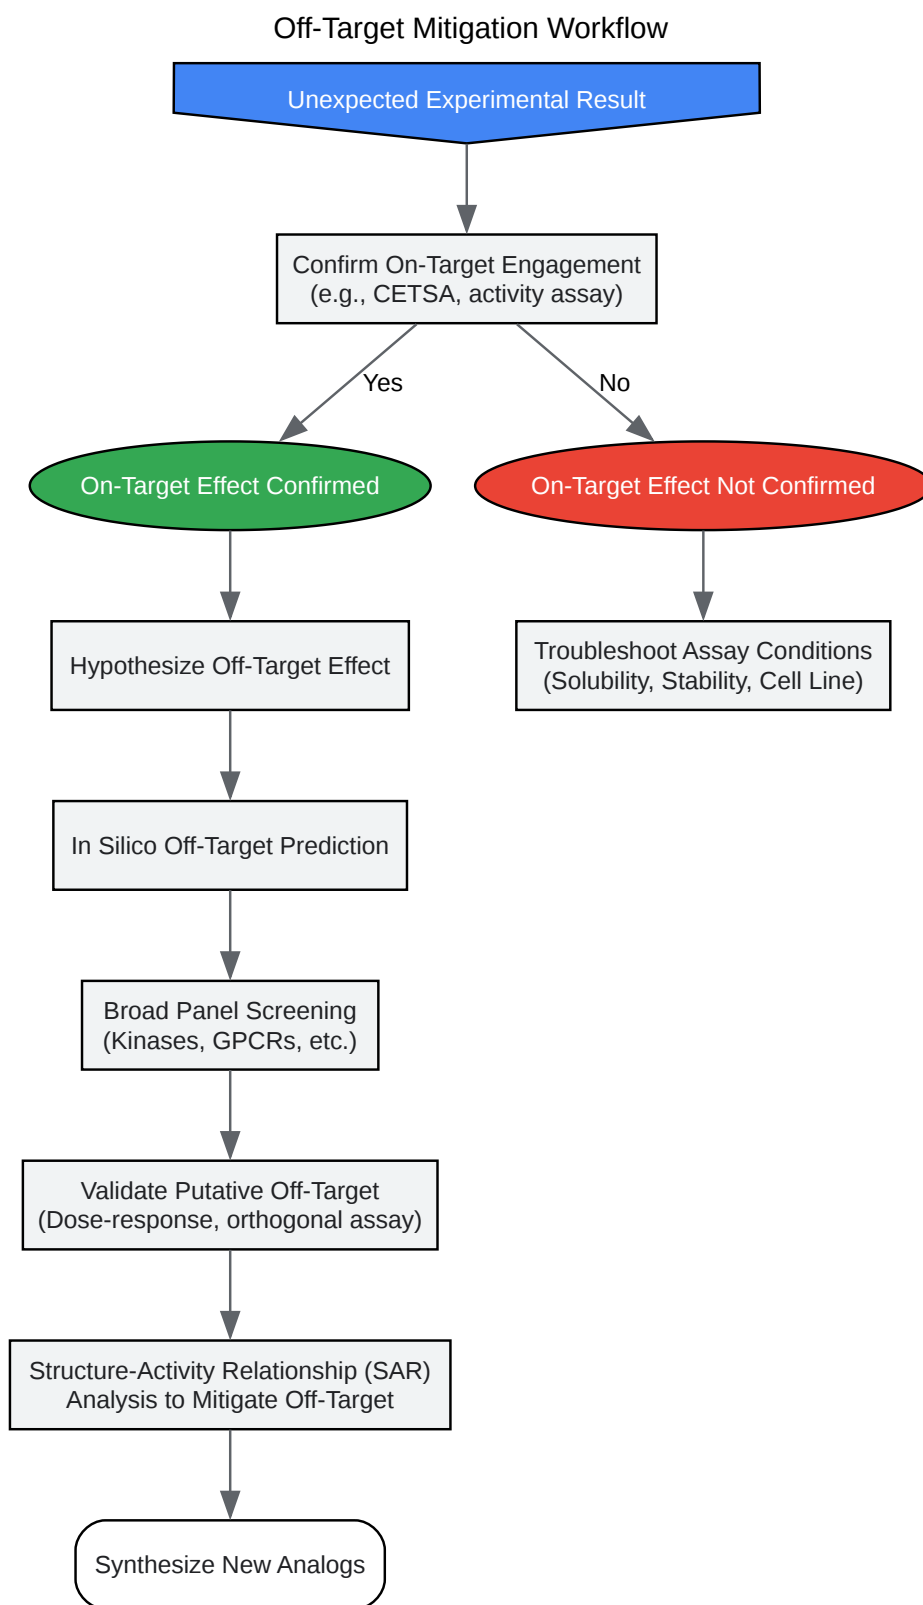 Off-Target Mitigation Workflow
Unexpected Experimental Result
Confirm On-Target Engagement
(e.g., CETSA, activity assay)
Yes
No
On-Target Effect Confirmed
On-Target Effect Not Confirmed
Hypothesize Off-Target Effect
Troubleshoot Assay Conditions
(Solubility, Stability, Cell Line)
In Silico Off-Target Prediction
Broad Panel Screening
(Kinases, GPCRs, etc.)
Validate Putative Off-Target
(Dose-response, orthogonal assay)
Structure-Activity Relationship (SAR)
Analysis to Mitigate Off-Target
Synthesize New Analogs